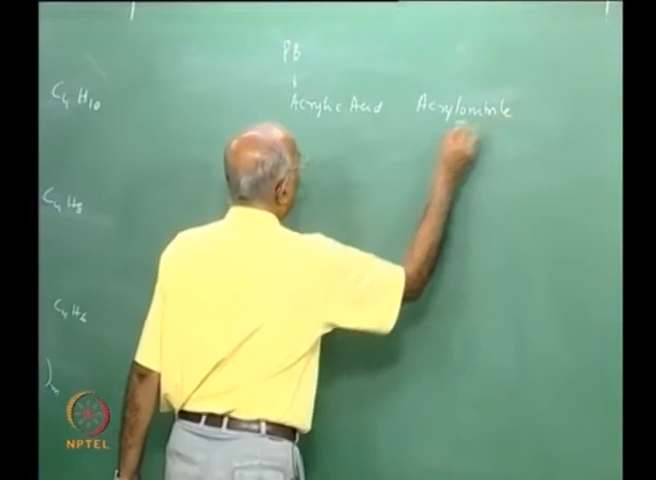 PB
Acrylic Acid Acrylonitrile
C4 H10
C4 H8
C4 H6
)n
NPTEL